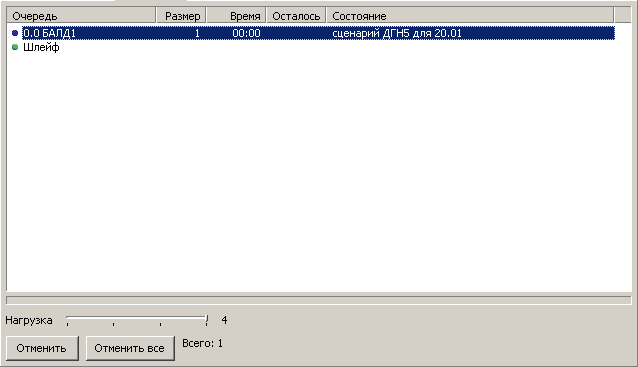 Очередь Размер Время Осталось Состояние
0.0 БАЛД1 1 00:00 сценарий ДГН5 для 20.01
Шлейф
Нагрузка 4
Отменить Отменить все Всего: 1